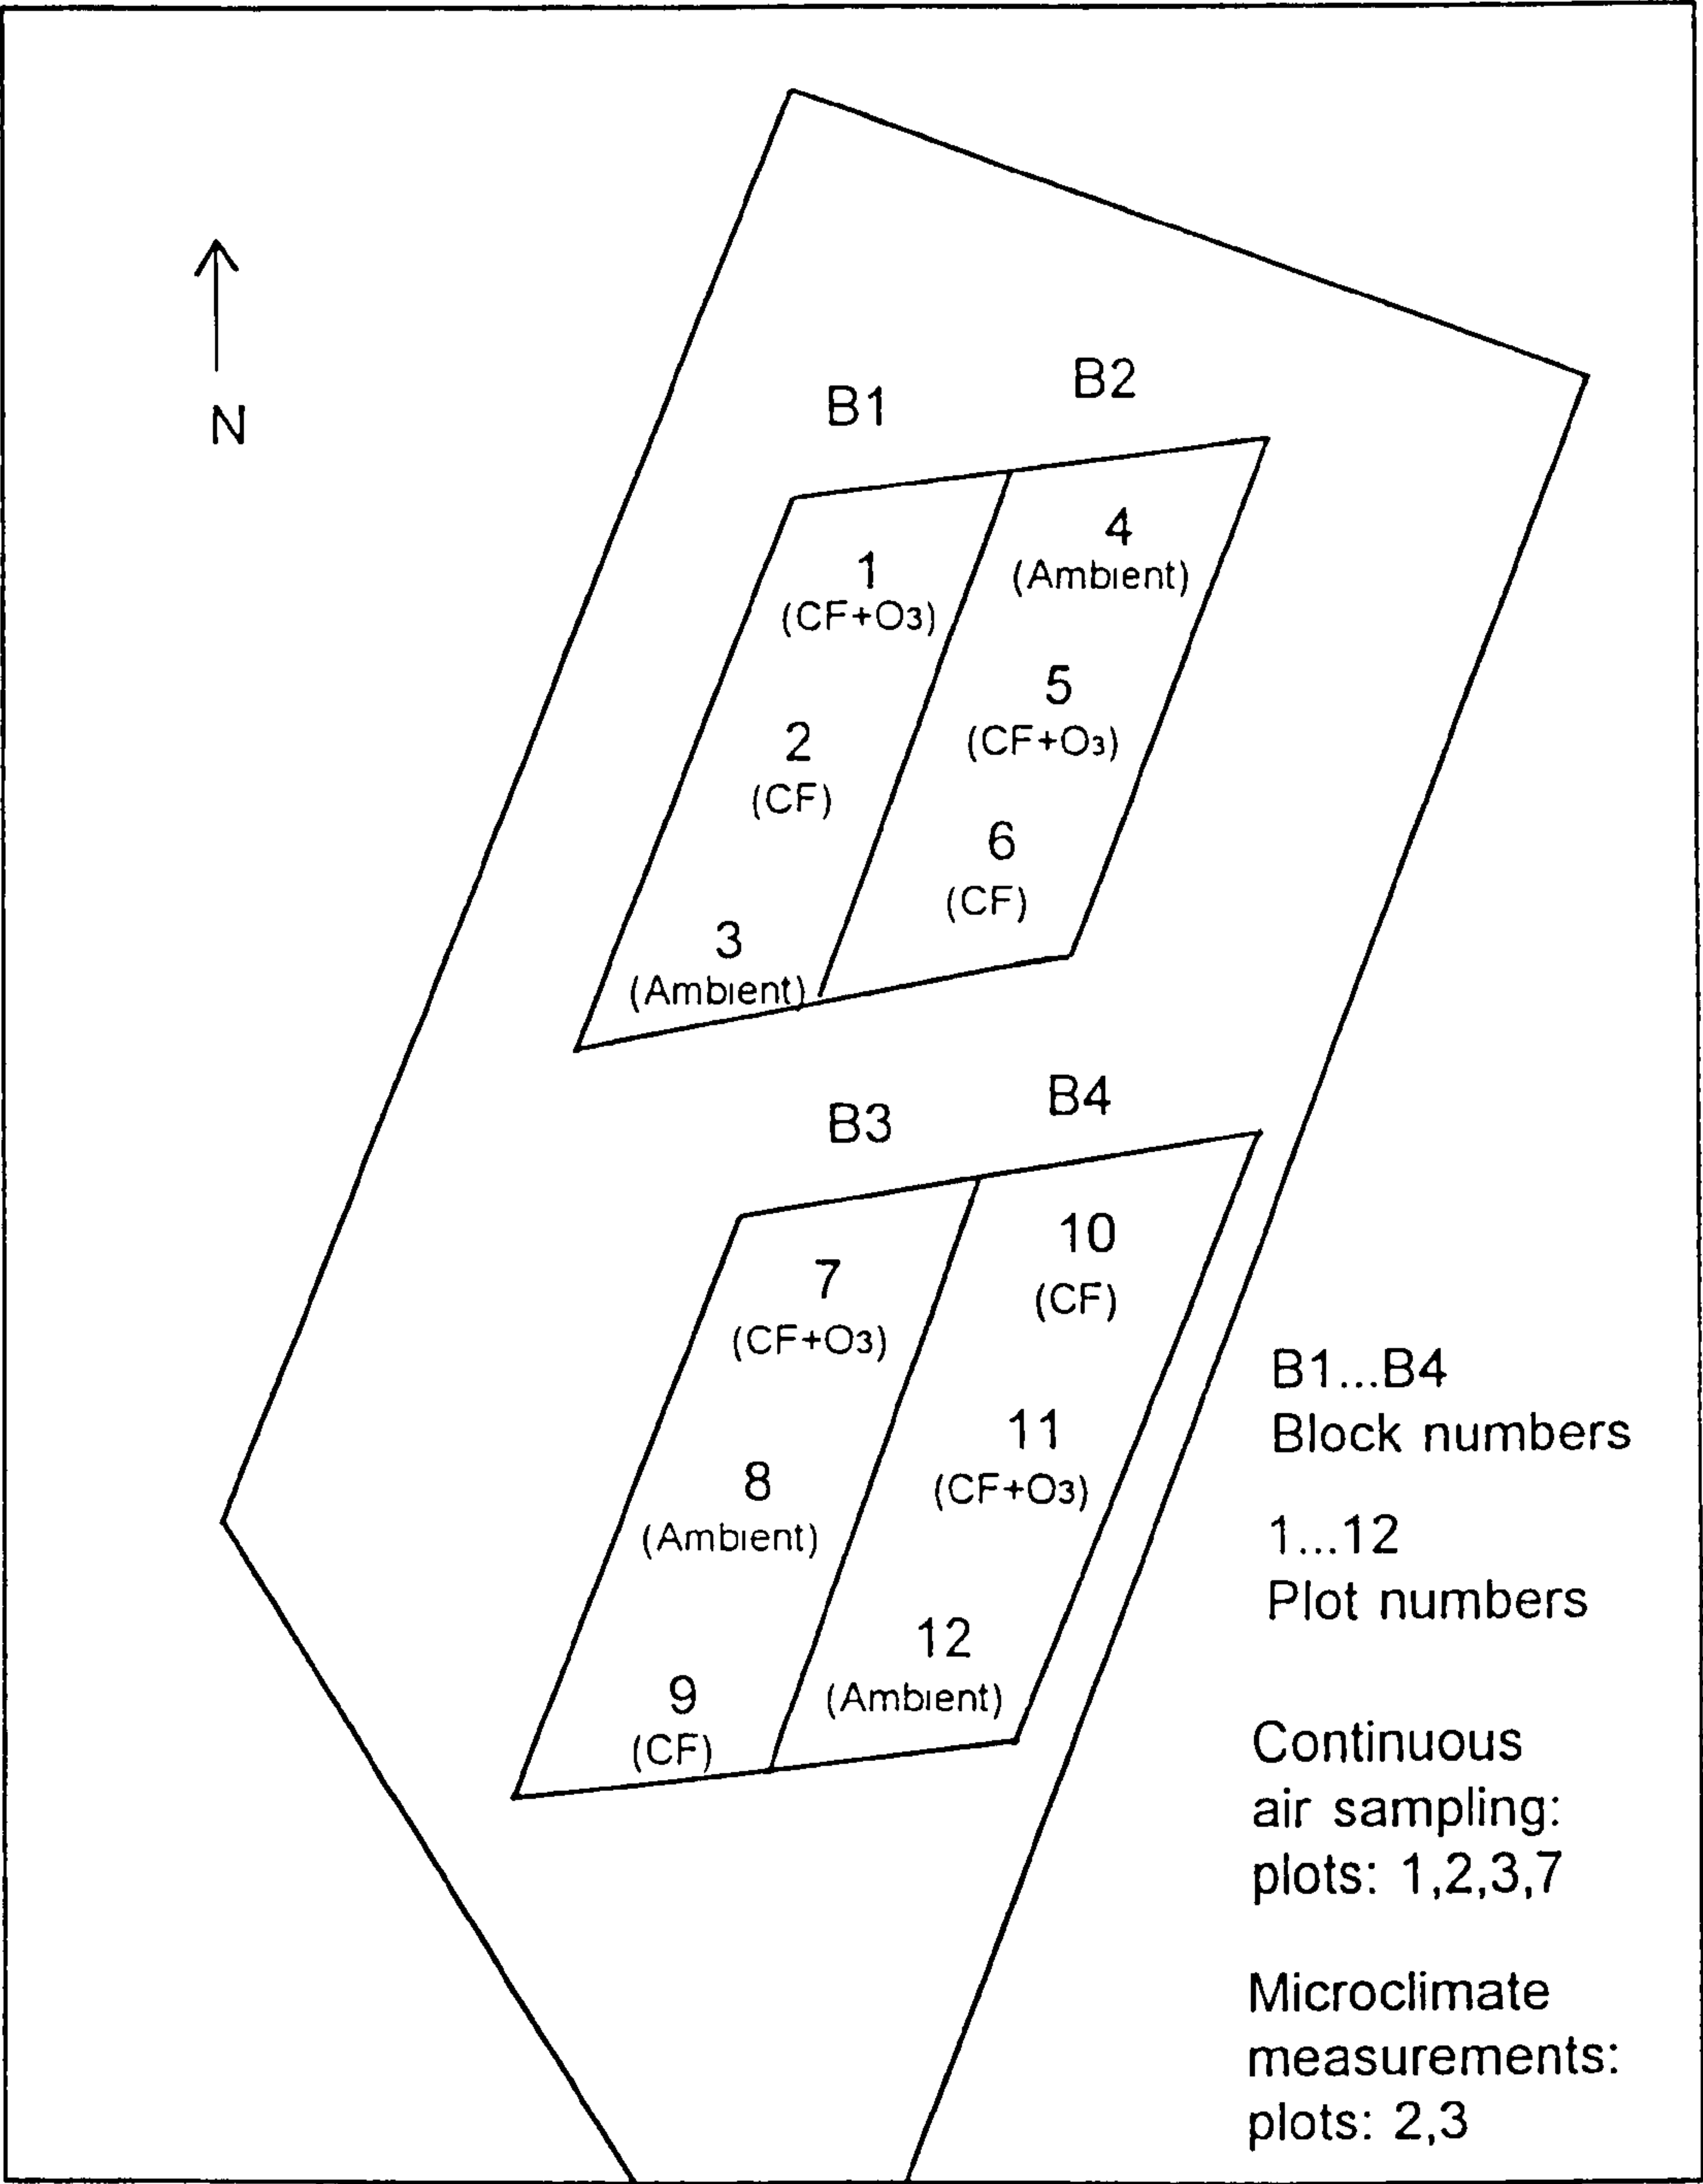 N
B1
B2
1
(CF+O3)
2
(CF)
3
(Ambient)
4
(Ambient)
5
(CF+O3)
6
(CF)
B3
B4
7
(CF+O3)
8
(Ambient)
9
(CF)
10
(CF)
11
(CF+O3)
12
(Ambient)
B1...B4
Block numbers
1...12
Plot numbers
Continuous
air sampling:
plots: 1,2,3,7
Microclimate
measurements:
plots: 2,3